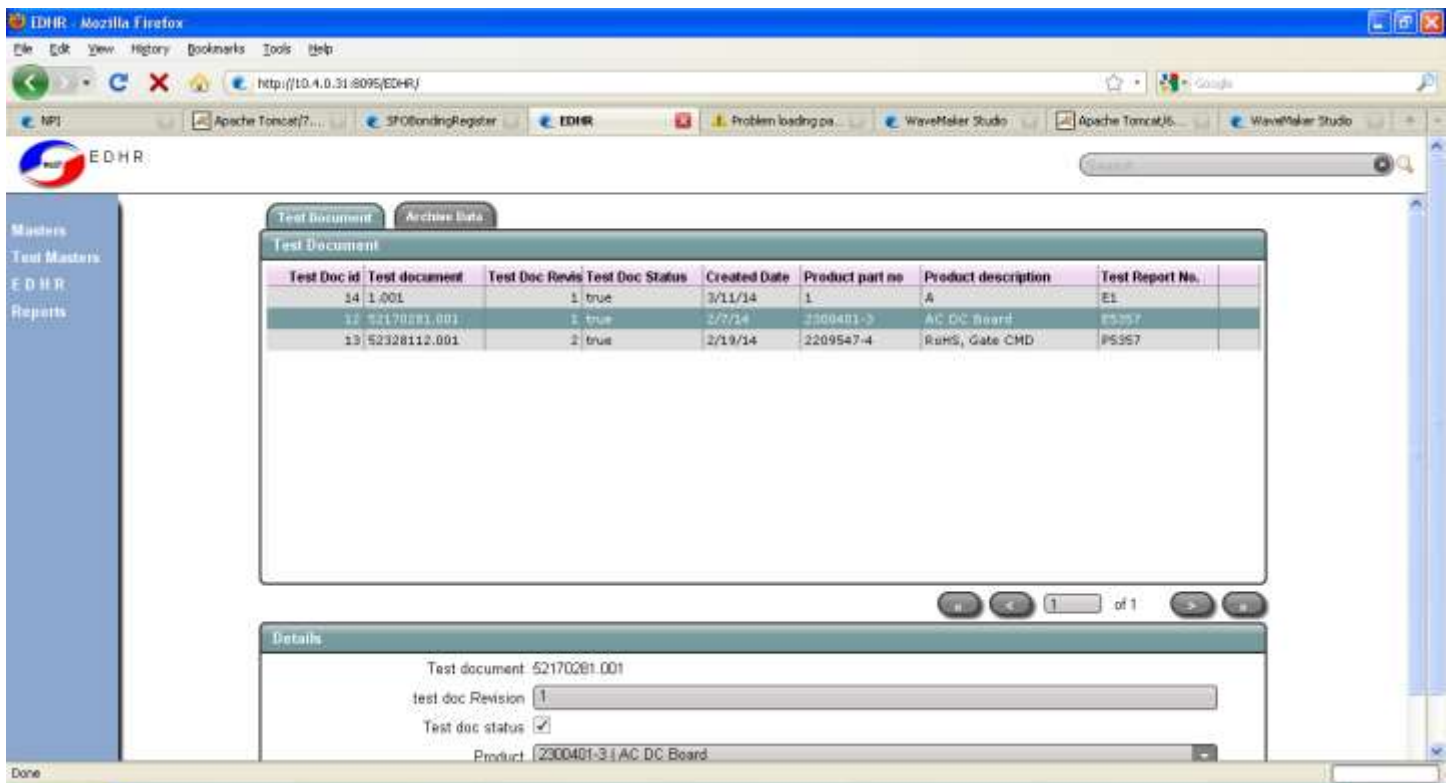 EDHR - Mozilla Firefox
File Edit View History Bookmarks Tools Help
http://10.4.0.31:8095/EDHR/ Google
NPI Apache Tomcat/7.... SFOBondingRegister EDHR Problem loading pa... WaveMaker Studio Apache Tomcat/6.... WaveMaker Studio
EDHR Search
Masters
Test Masters
E D H R
Reports
Test Document Archive Data
Test Document
Test Doc id Test document Test Doc Revis Test Doc Status Created Date Product part no Product description Test Report No.
14 1.001 1 true 3/11/14 1 A E1
12 52170281.001 1 true 2/7/14 2300401-3 AC DC Board E5357
13 52328112.001 2 true 2/19/14 2209547-4 RoHS, Gate CMD P5357
1 of 1
Details
Test document 52170281.001
test doc Revision 1
Test doc status
Product 2300401-3 | AC DC Board
Done